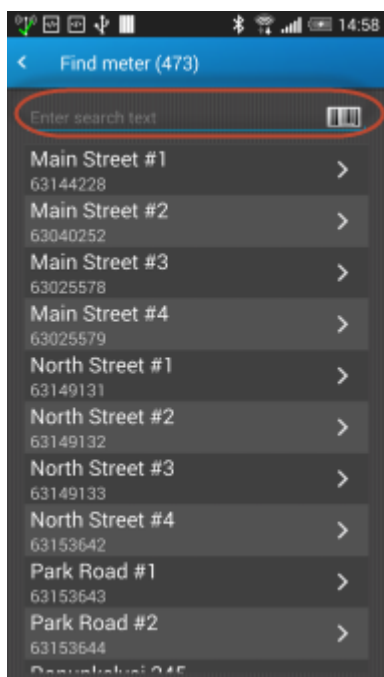 14:58
Find meter (473)
Enter search text
Main Street #1
63144228
Main Street #2
63040252
Main Street #3
63025578
Main Street #4
63025579
North Street #1
63149131
North Street #2
63149132
North Street #3
63149133
North Street #4
63153642
Park Road #1
63153643
Park Road #2
63153644